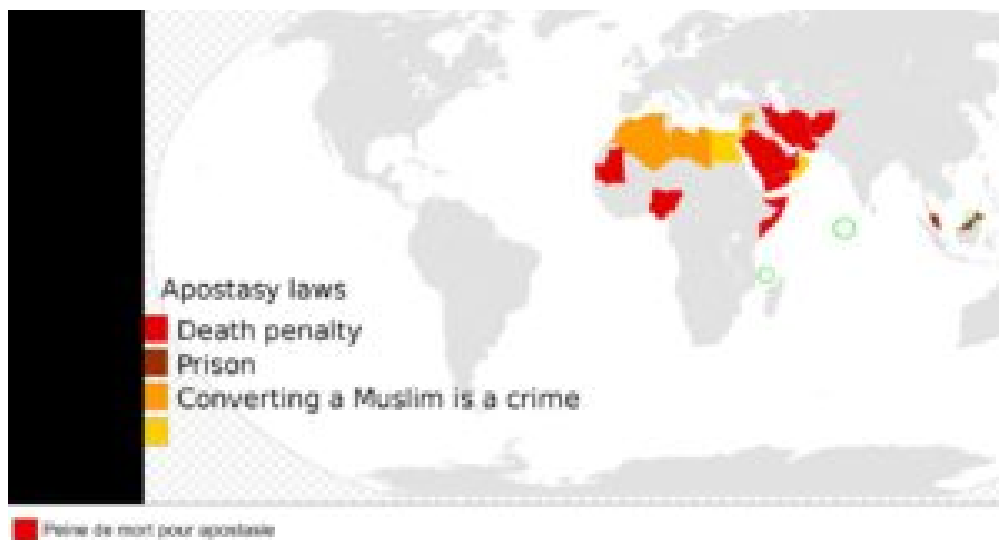 Apostasy laws
Death penalty
Prison
Converting a Muslim is a crime
Peine de mort pour apostasie